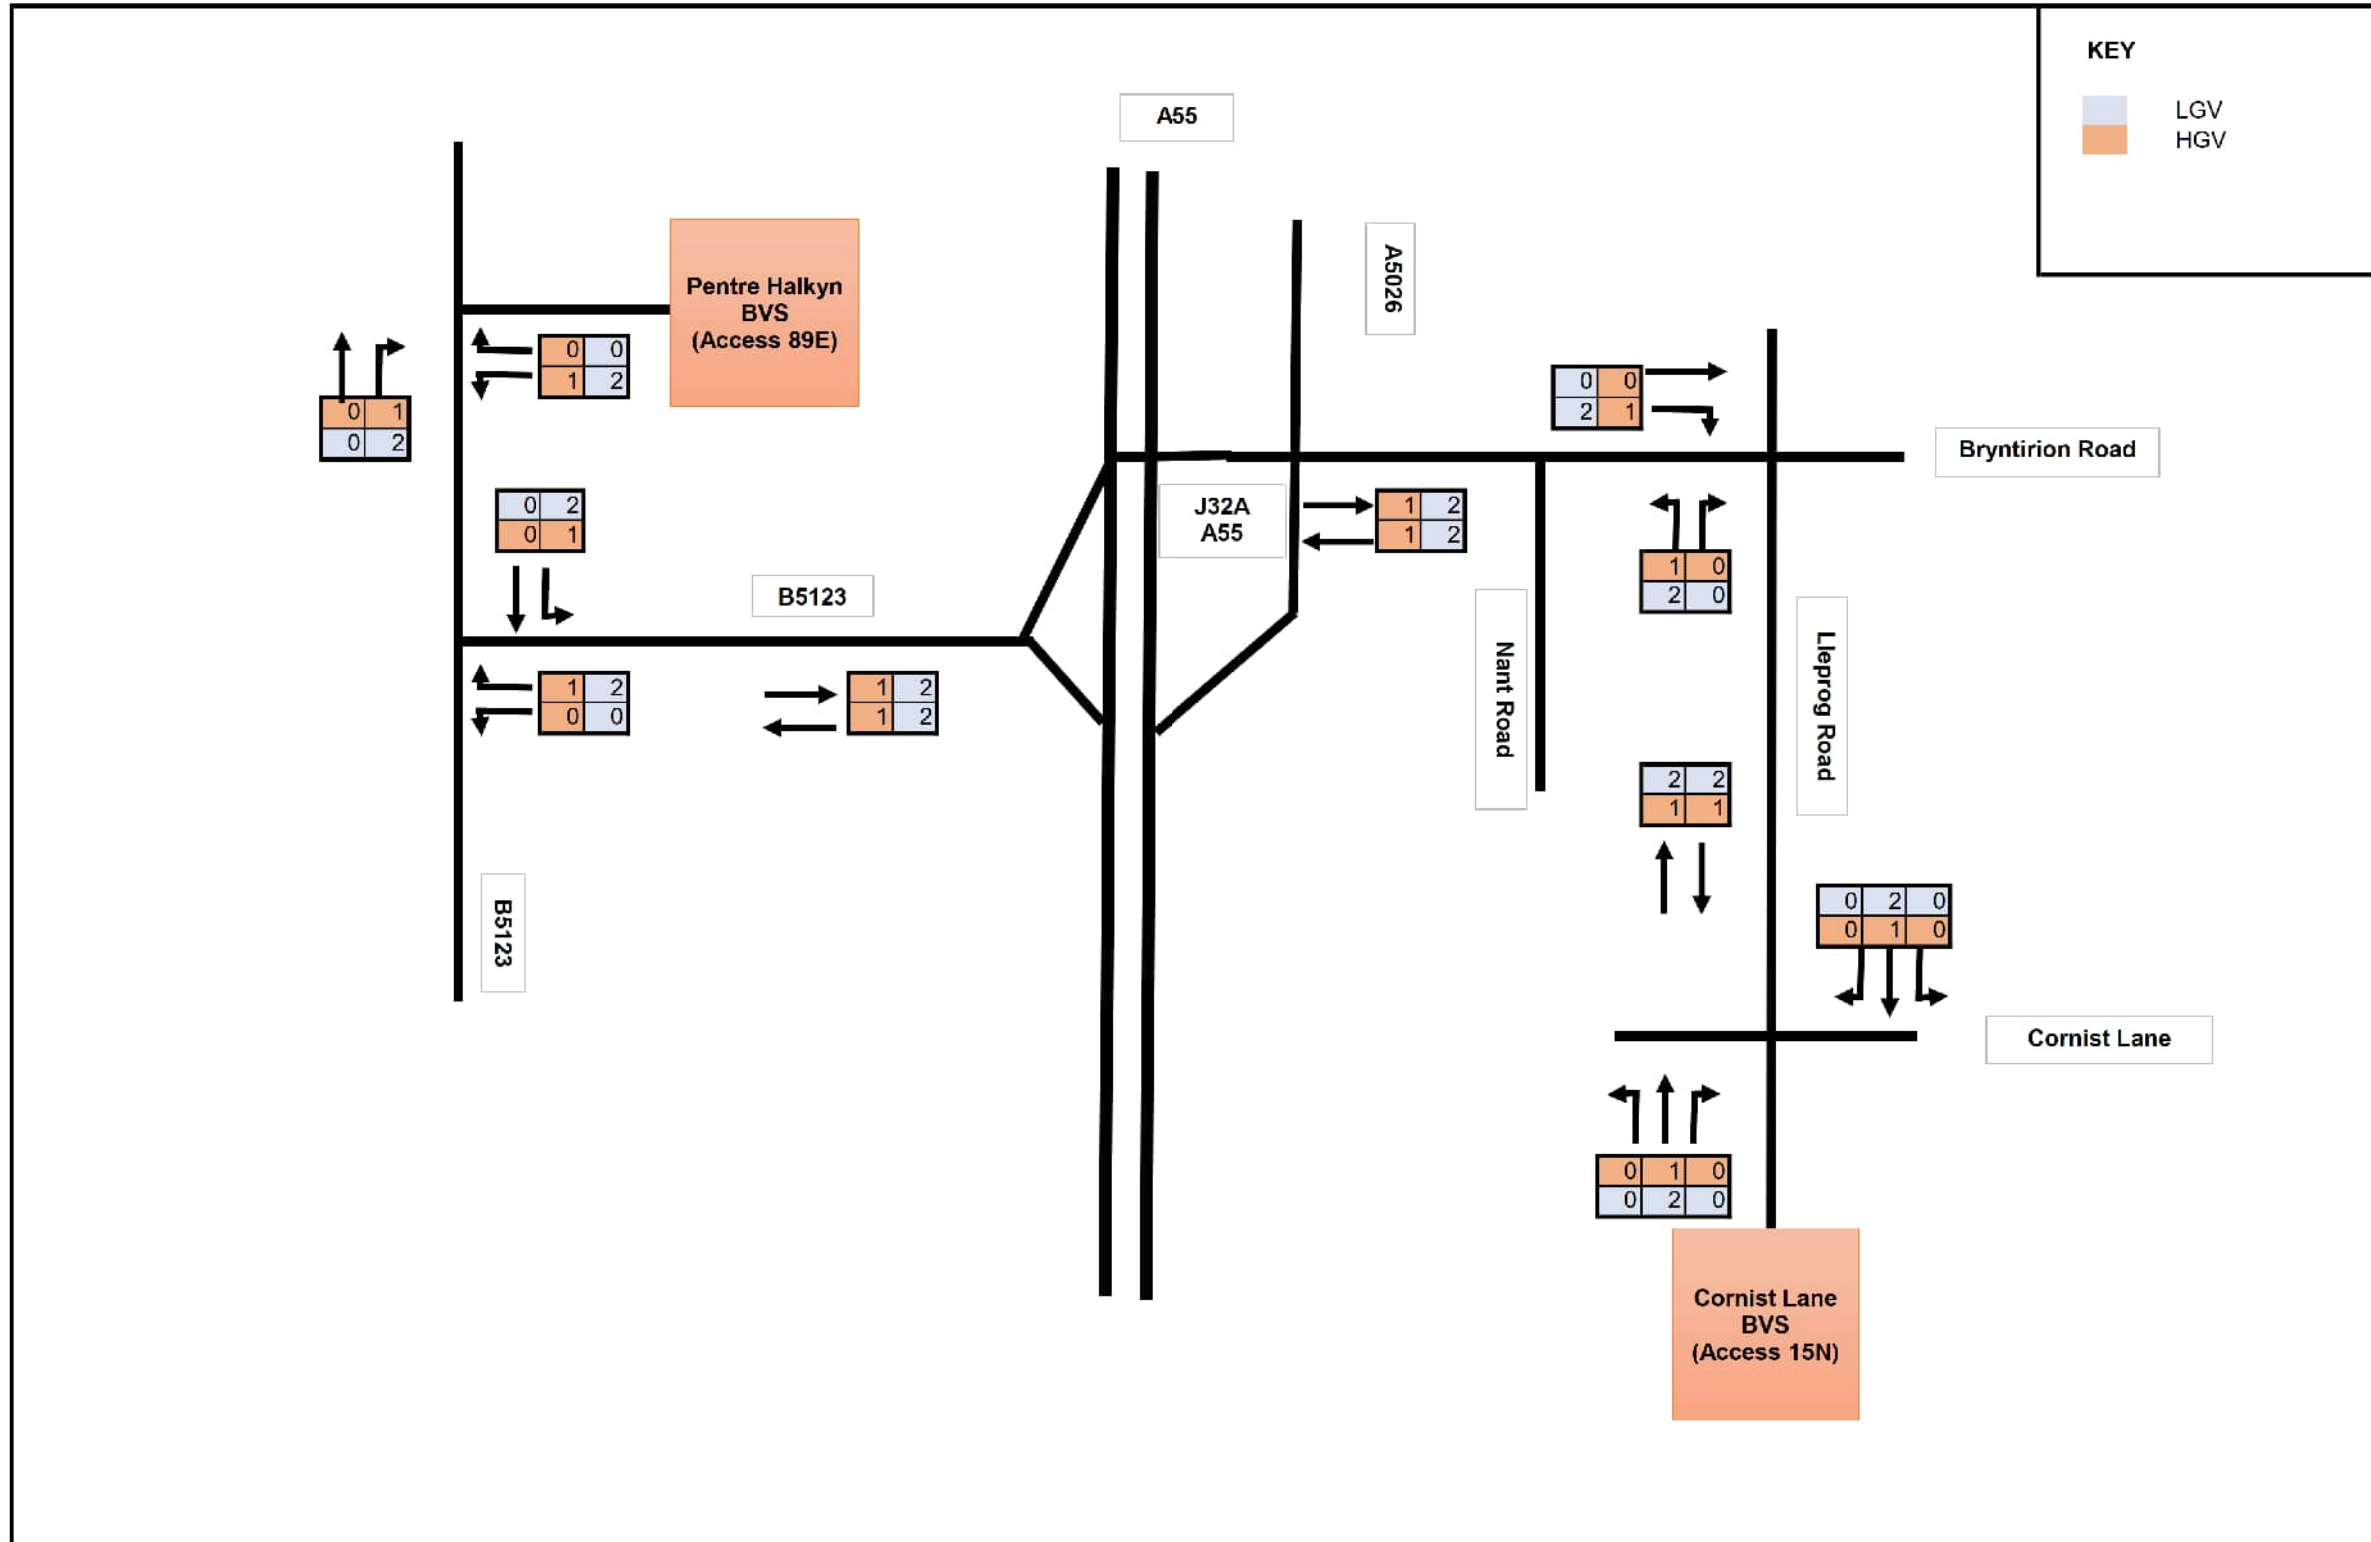 KEY
LGV
HGV
A55
A5026
Pentre Halkyn
BVS
(Access 89E)
0 0
1 2
0 1
0 2
0 0
2 1
Bryntirion Road
J32A
A55
1 2
1 2
0 2
0 1
B5123
1 0
2 0
Nant Road
Lleprog Road
1 2
0 0
1 2
1 2
2 2
1 1
B5123
0 2 0
0 1 0
Cornist Lane
0 1 0
0 2 0
Cornist Lane
BVS
(Access 15N)